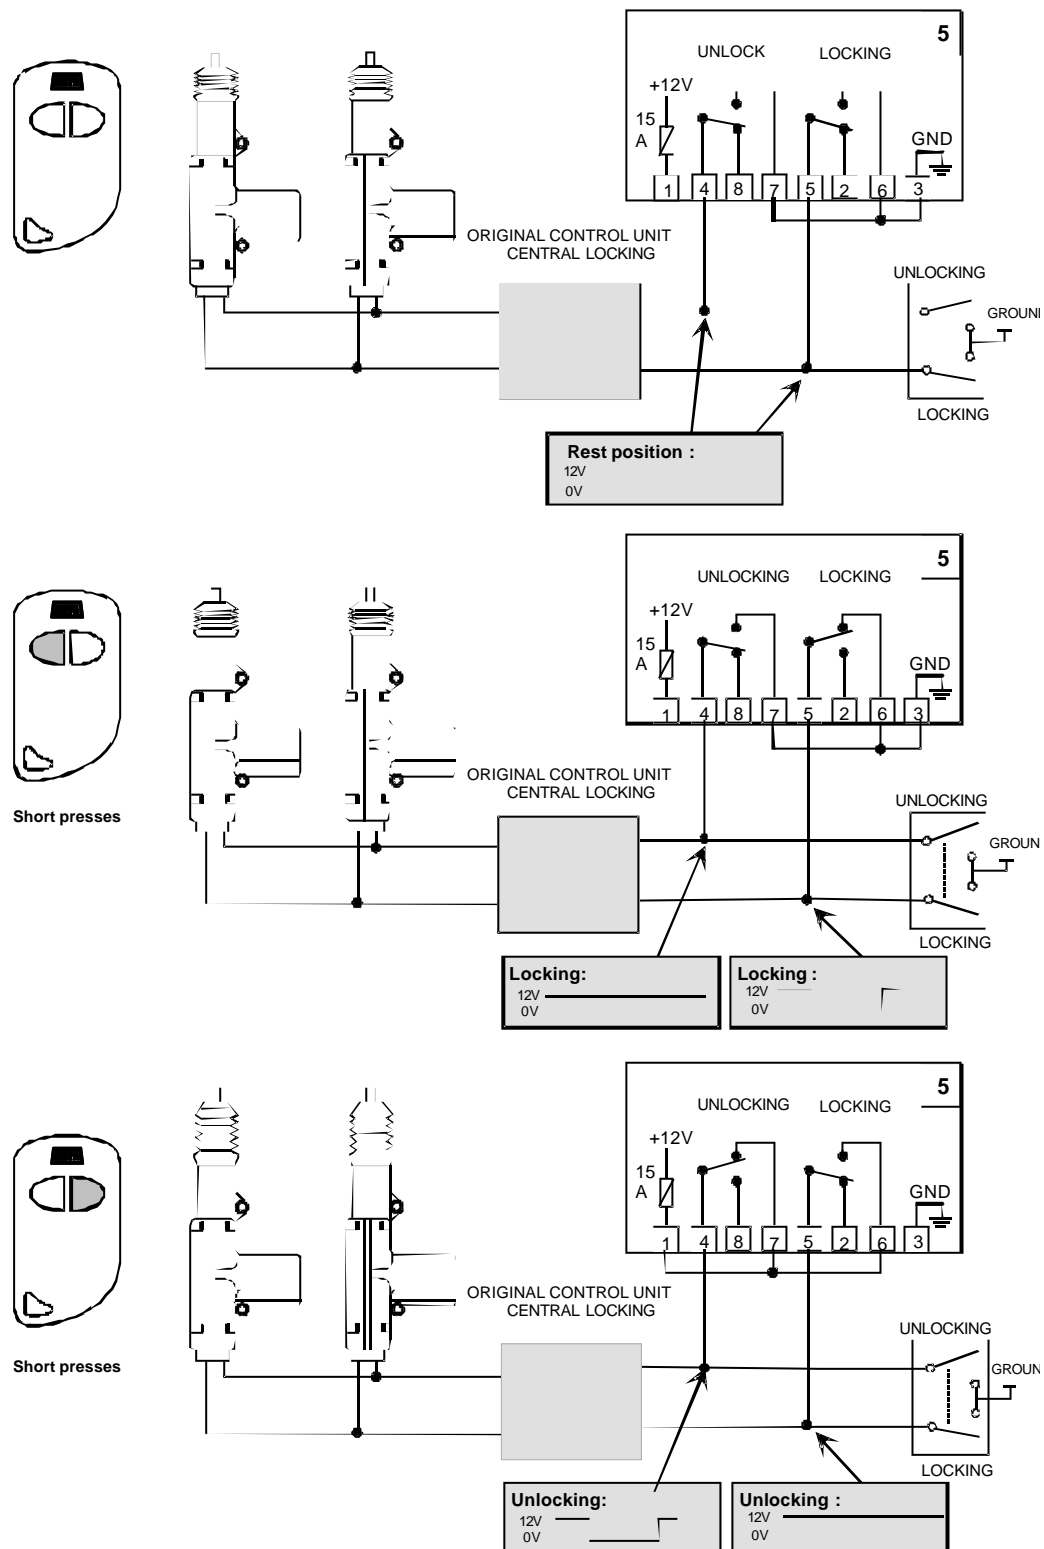 5
UNLOCK LOCKING
+12V
15
A
GND
1 4 8 7 5 2 6 3
ORIGINAL CONTROL UNIT
CENTRAL LOCKING
UNLOCKING
GROUND
LOCKING
Rest position :
12V
0V
5
UNLOCKING LOCKING
+12V
15
A
GND
1 4 8 7 5 2 6 3
Short presses
ORIGINAL CONTROL UNIT
CENTRAL LOCKING
UNLOCKING
GROUN
LOCKING
Locking:
12V
0V
Locking :
12V
0V
5
UNLOCKING LOCKING
+12V
15
A
GND
1 4 8 7 5 2 6 3
ORIGINAL CONTROL UNIT
CENTRAL LOCKING
UNLOCKING
Short presses
GROUN
LOCKING
Unlocking:
12V
0V
Unlocking :
12V
0V